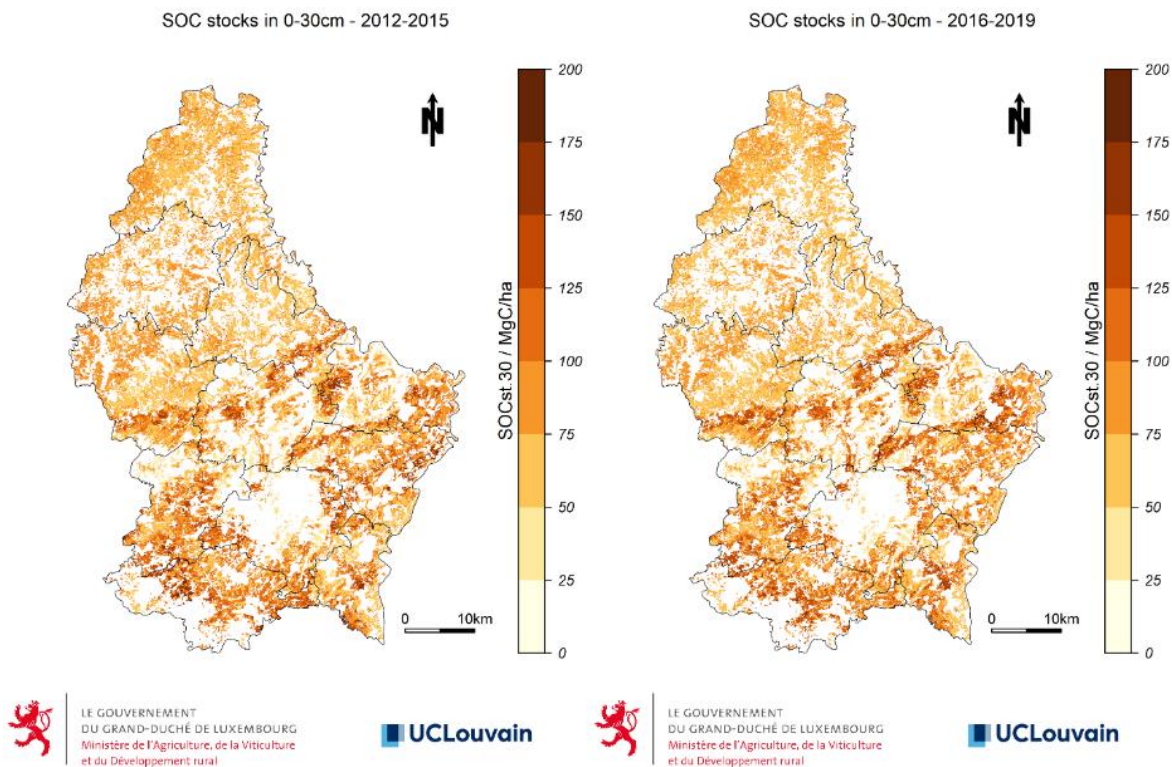 SOC stocks in 0-30cm - 2012-2015
N
200
175
150
125
100
75
50
25
0
SOCst.30 / MgC/ha
0 10km
LE GOUVERNEMENT
DU GRAND-DUCHÉ DE LUXEMBOURG
Ministère de l'Agriculture, de la Viticulture
et du Développement rural
UCLouvain
SOC stocks in 0-30cm - 2016-2019
N
200
175
150
125
100
75
50
25
0
SOCst.30 / MgC/ha
0 10km
LE GOUVERNEMENT
DU GRAND-DUCHÉ DE LUXEMBOURG
Ministère de l'Agriculture, de la Viticulture
et du Développement rural
UCLouvain